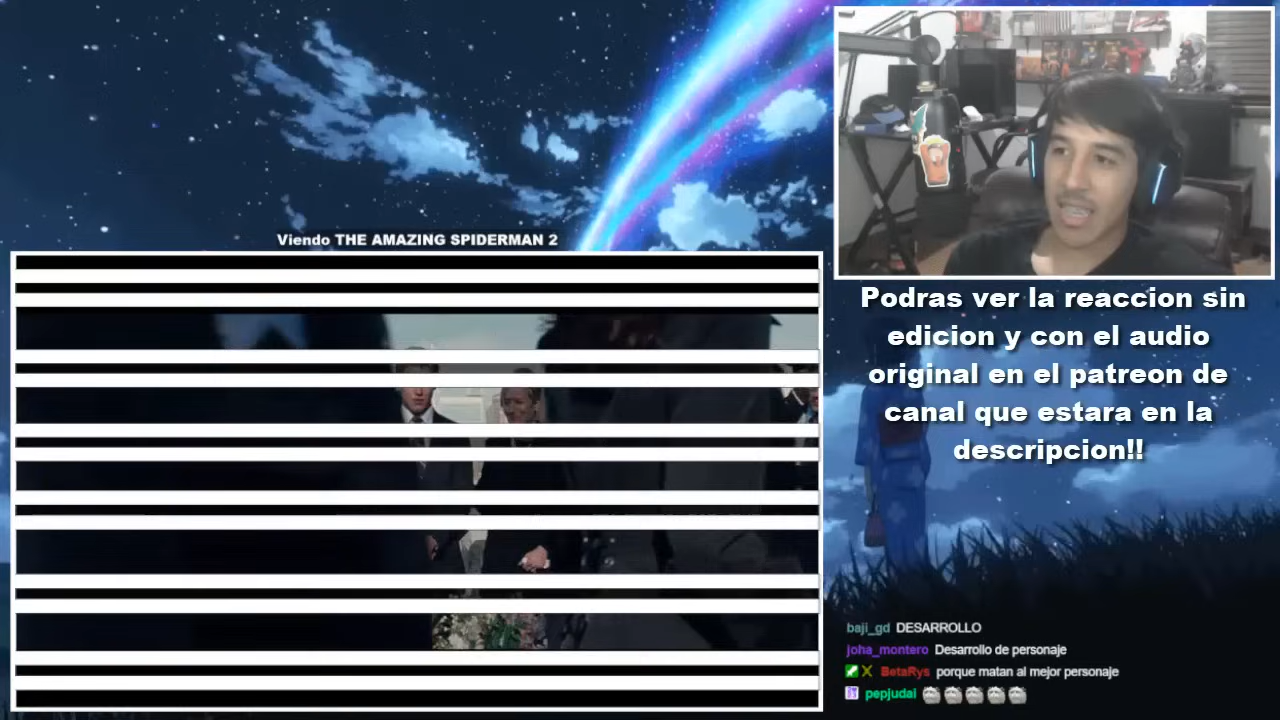 Viendo THE AMAZING SPIDERMAN 2
Podras ver la reaccion sin
edicion y con el audio
original en el patreon de
canal que estara en la
descripcion!!
baji_gd DESARROLLO
joha_montero Desarrollo de personaje
BetaRys porque matan al mejor personaje
pepjudai